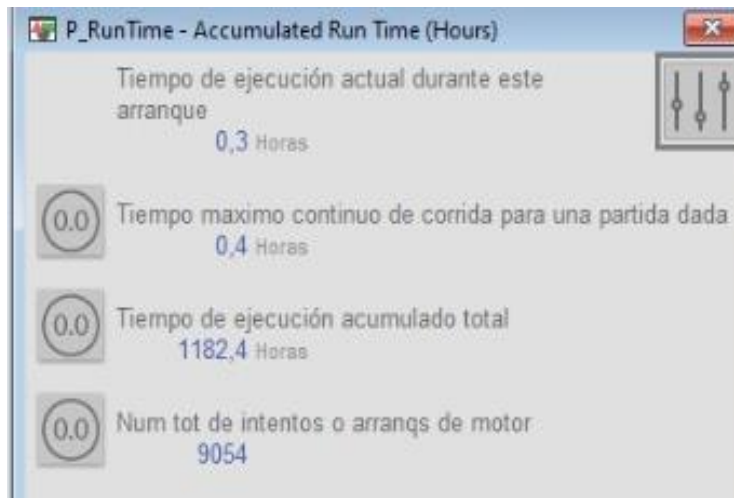 P_RunTime - Accumulated Run Time (Hours)
Tiempo de ejecución actual durante este
arranque
0,3 Horas
0.0 Tiempo maximo continuo de corrida para una partida dada
0,4 Horas
0.0 Tiempo de ejecución acumulado total
1182,4 Horas
0.0 Num tot de intentos o arranqs de motor
9054